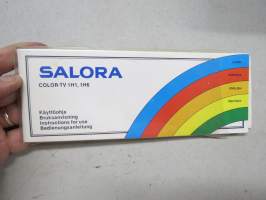 SALORA
COLOR-TV 1H1, 1H6
Käyttöohje
Bruksanvisning
Instructions for use
Bedienungsanleitung